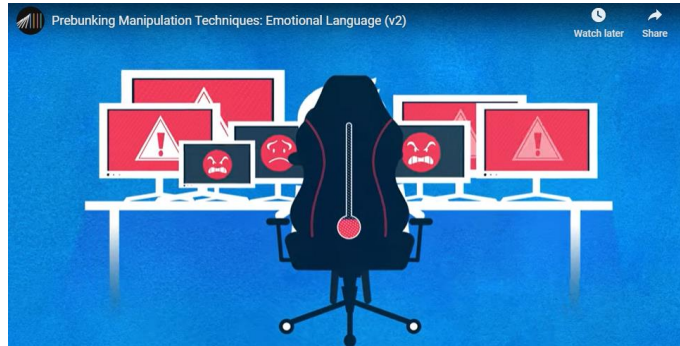 Prebunking Manipulation Techniques: Emotional Language (v2)
Watch later
Share